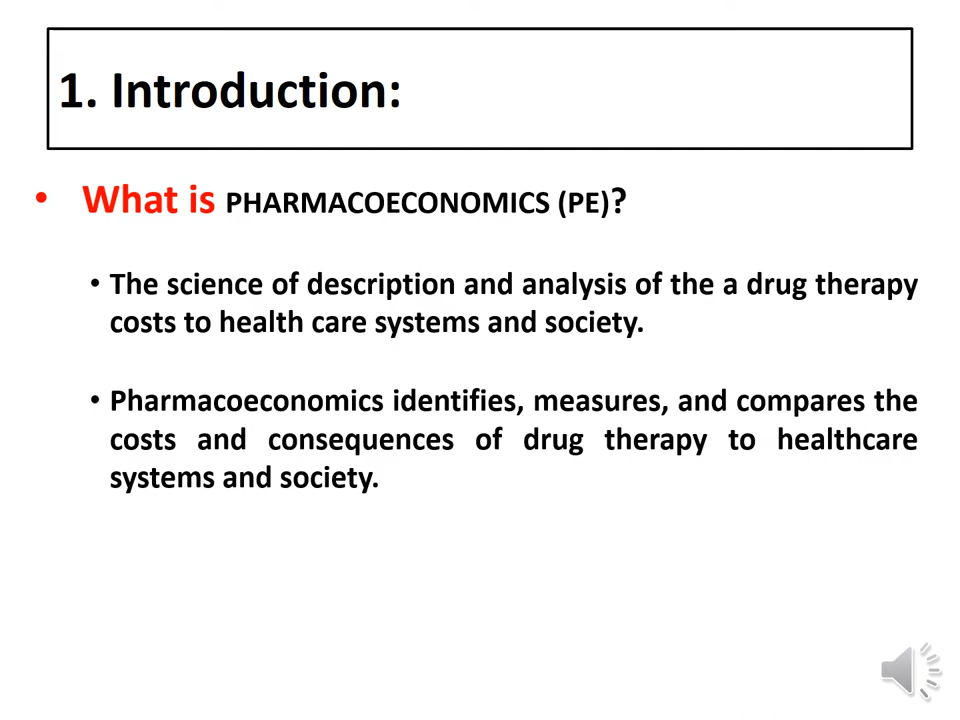 1. Introduction:
• What is PHARMACOECONOMICS (PE)?
• The science of description and analysis of the a drug therapy
costs to health care systems and society.
• Pharmacoeconomics identifies, measures, and compares the
costs and consequences of drug therapy to healthcare
systems and society.